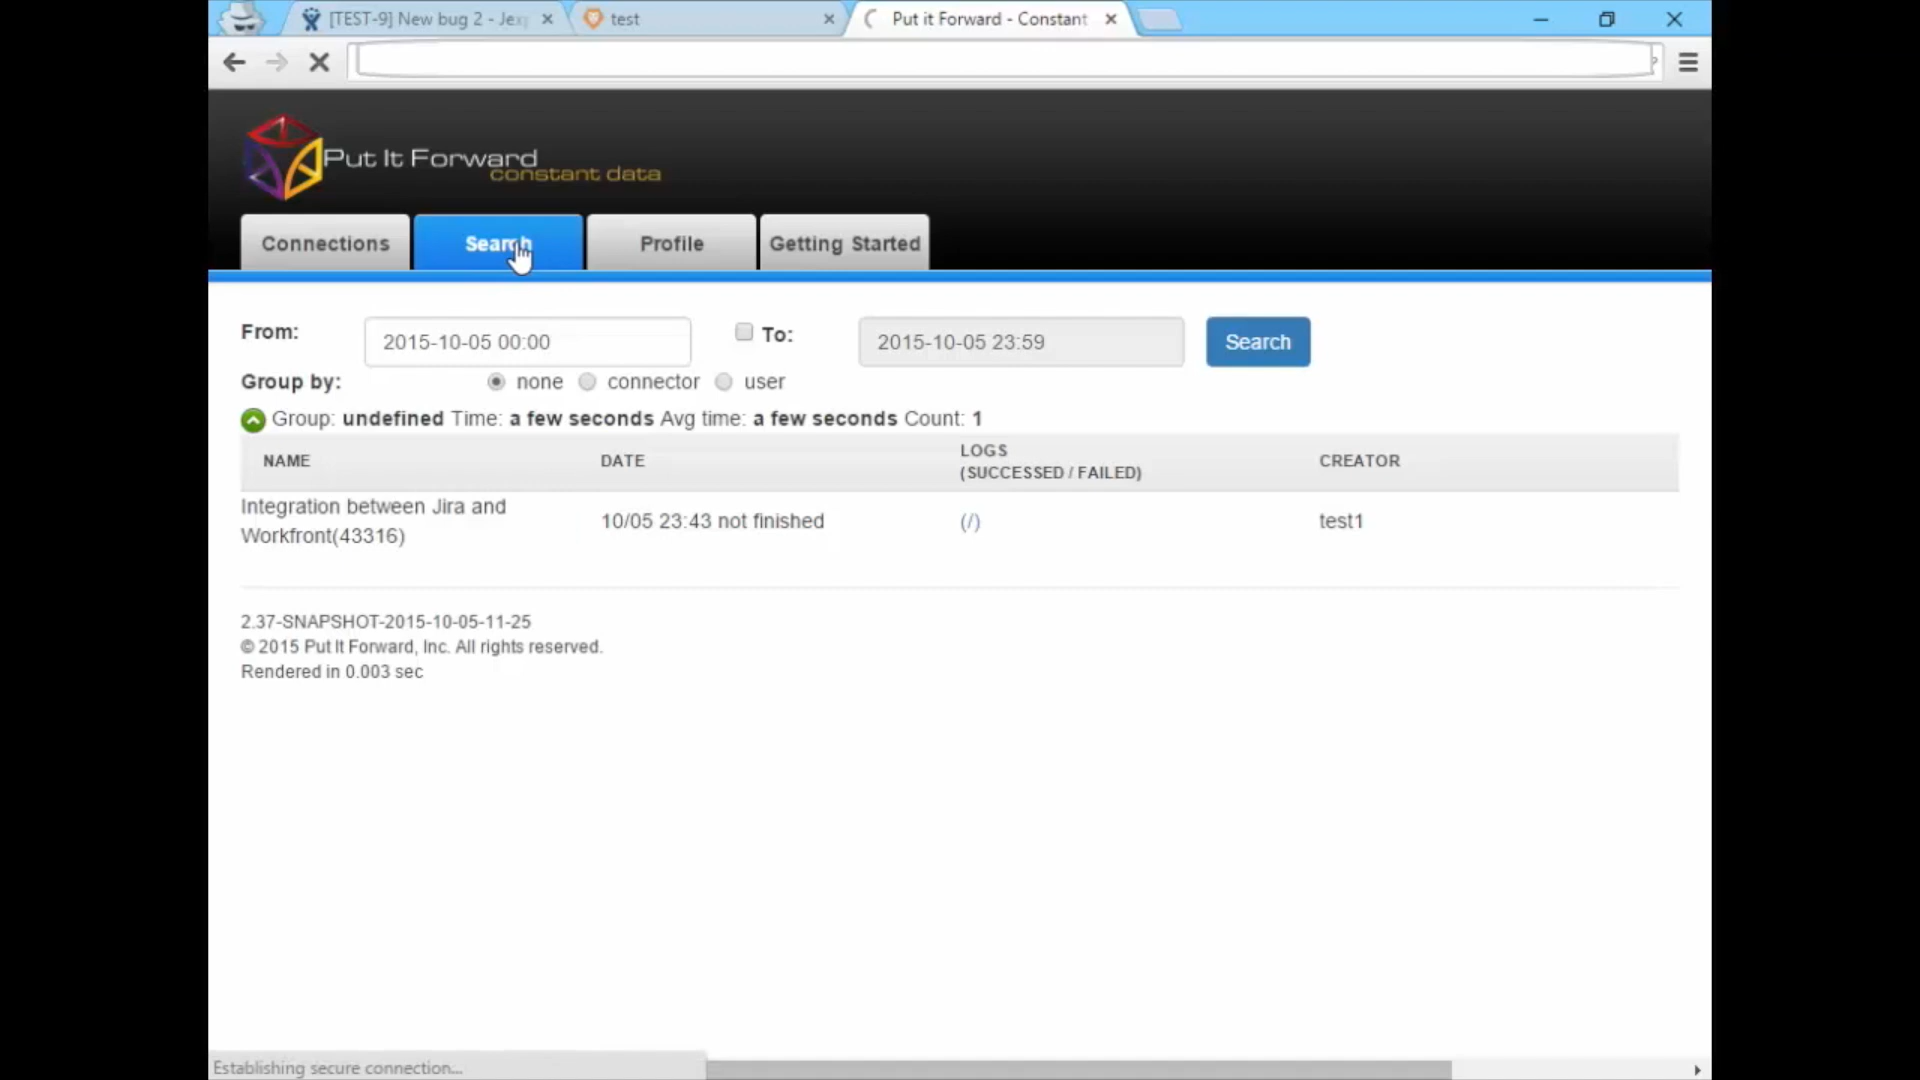 [TEST-9] New bug 2 - Jex
test
Put it Forward - Constant
Put It Forward
constant data
Connections
Search
Profile
Getting Started
From:
2015-10-05 00:00
To:
2015-10-05 23:59
Search
Group by:
none
connector
user
Group: undefined Time: a few seconds Avg time: a few seconds Count: 1
NAME
DATE
LOGS
(SUCCESSED / FAILED)
CREATOR
Integration between Jira and
Workfront(43316)
10/05 23:43 not finished
(/)
test1
2.37-SNAPSHOT-2015-10-05-11-25
© 2015 Put It Forward, Inc. All rights reserved.
Rendered in 0.003 sec
Establishing secure connection...